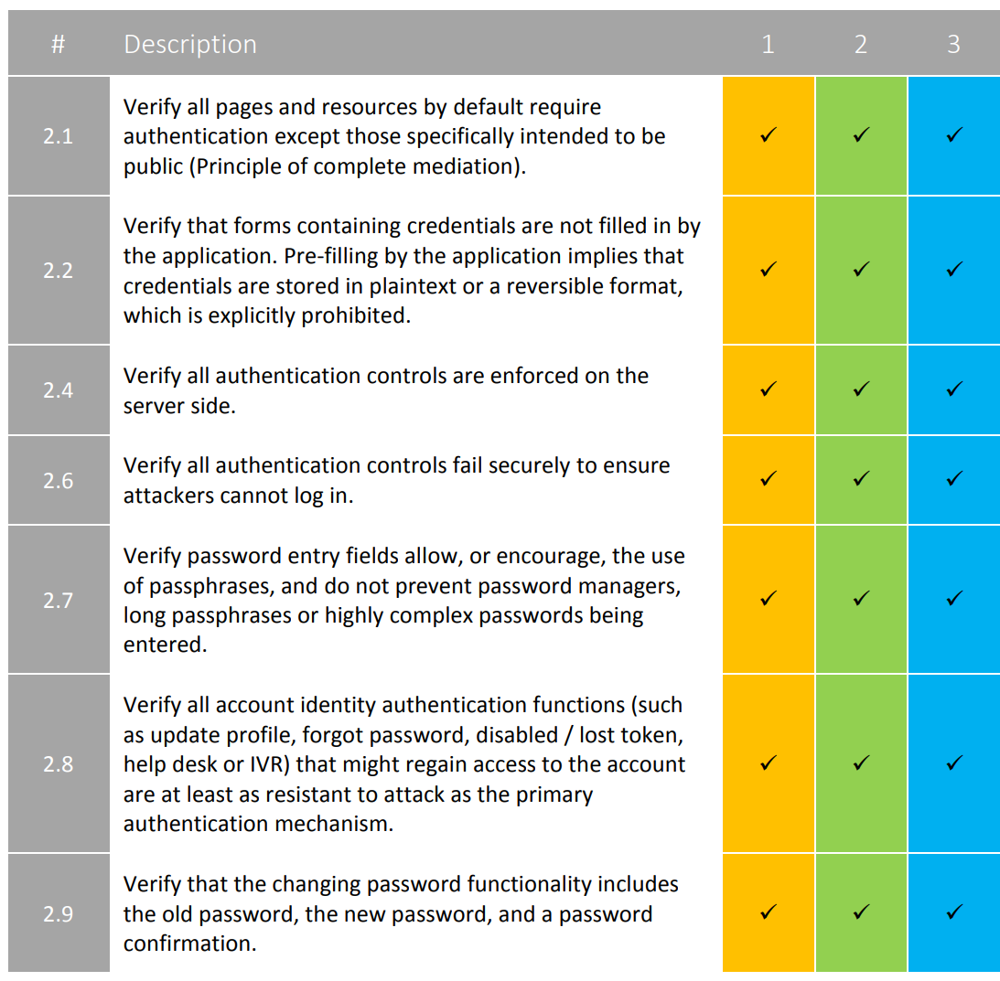 # Description 1 2 3
2.1 Verify all pages and resources by default require
authentication except those specifically intended to be
public (Principle of complete mediation). ✓ ✓ ✓
2.2 Verify that forms containing credentials are not filled in by
the application. Pre-filling by the application implies that
credentials are stored in plaintext or a reversible format,
which is explicitly prohibited. ✓ ✓ ✓
2.4 Verify all authentication controls are enforced on the
server side. ✓ ✓ ✓
2.6 Verify all authentication controls fail securely to ensure
attackers cannot log in. ✓ ✓ ✓
2.7 Verify password entry fields allow, or encourage, the use
of passphrases, and do not prevent password managers,
long passphrases or highly complex passwords being
entered. ✓ ✓ ✓
2.8 Verify all account identity authentication functions (such
as update profile, forgot password, disabled / lost token,
help desk or IVR) that might regain access to the account
are at least as resistant to attack as the primary
authentication mechanism. ✓ ✓ ✓
2.9 Verify that the changing password functionality includes
the old password, the new password, and a password
confirmation. ✓ ✓ ✓